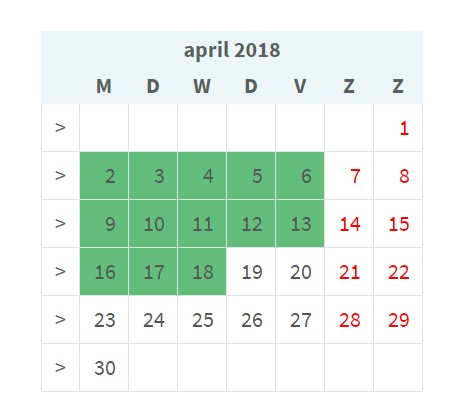 april 2018
M D W D V Z Z
> 1
> 2 3 4 5 6 7 8
> 9 10 11 12 13 14 15
> 16 17 18 19 20 21 22
> 23 24 25 26 27 28 29
> 30